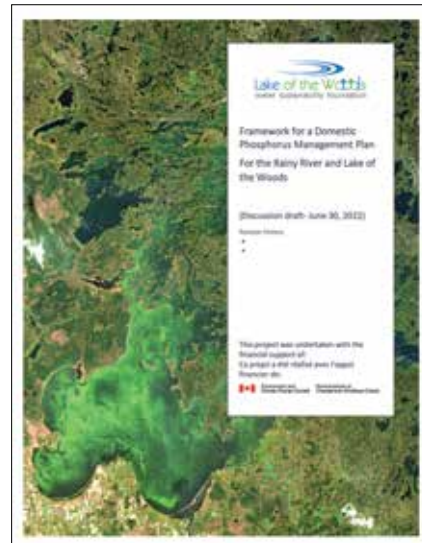 Lake of the Woods
water sustainability foundation
Framework for a Domestic
Phosphorus Management Plan
For the Rainy River and Lake of
the Woods
(Discussion draft- June 30, 2022)
This project was undertaken with the
financial support of:
Ce projet a été réalisé avec l'appui
financier de:
Environment and
Climate Change Canada
Environnement et
Changement climatique Canada